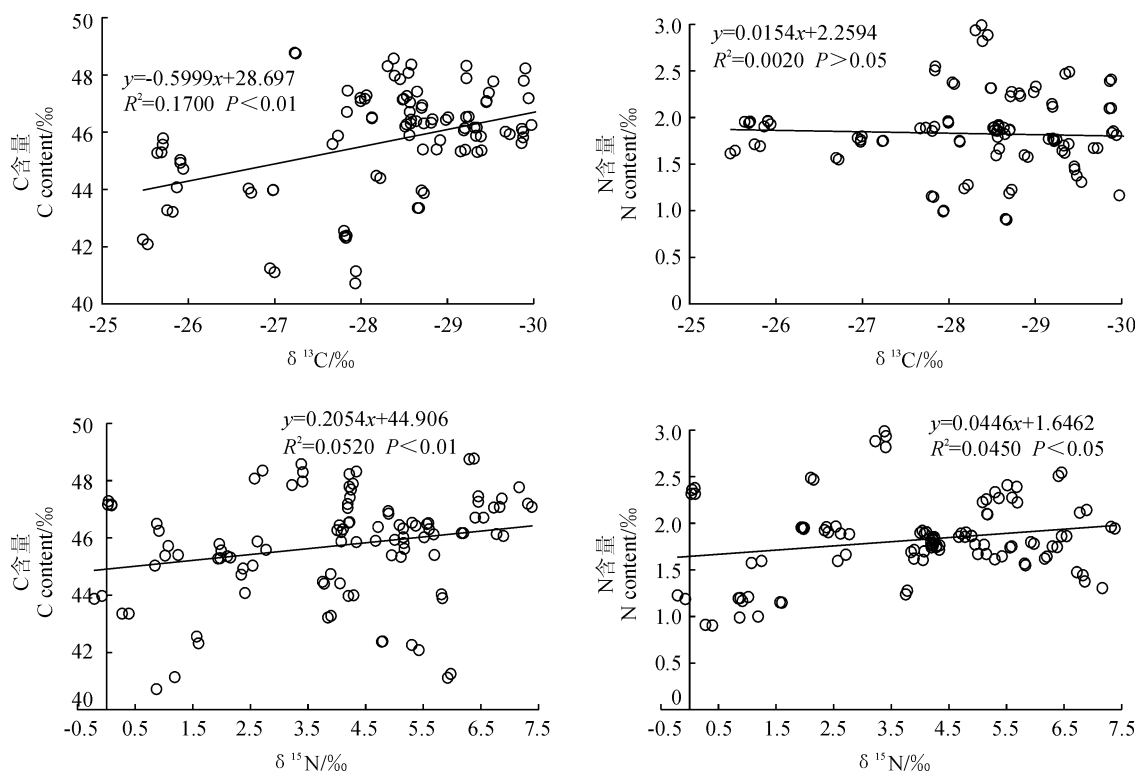 y=-0.5999x+28.697
R²=0.1700 P<0.01
C含量
C content/‰
50
48
46
44
42
40
-25
-26
-27
-28
-29
-30
δ ¹³C/‰
y=0.0154x+2.2594
R²=0.0020 P>0.05
N含量
N content/‰
3.0
2.5
2.0
1.5
1.0
0.5
0
-25
-26
-27
-28
-29
-30
δ ¹³C/‰
y=0.2054x+44.906
R²=0.0520 P<0.01
C含量
C content/‰
50
48
46
44
42
40
-0.5
0.5
1.5
2.5
3.5
4.5
5.5
6.5
7.5
δ ¹⁵N/‰
y=0.0446x+1.6462
R²=0.0450 P<0.05
N含量
N content/‰
3.0
2.5
2.0
1.5
1.0
0.5
0
-0.5
0.5
1.5
2.5
3.5
4.5
5.5
6.5
7.5
δ ¹⁵N/‰